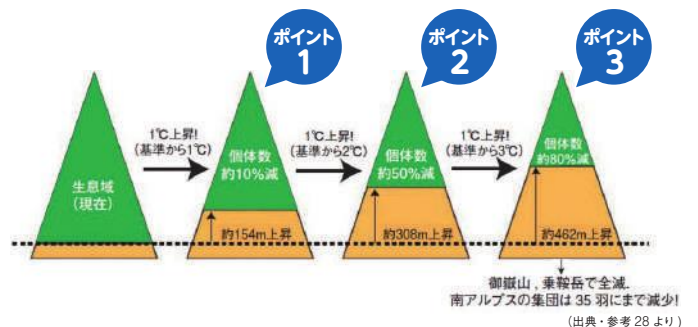 ポイント
1
ポイント
2
ポイント
3
1℃上昇!
(基準から1℃)
1℃上昇!
(基準から2℃)
1℃上昇!
(基準から3℃)
生息域
(現在)
個体数
約10%減
個体数
約50%減
個体数
約80%減
約154m上昇
約308m上昇
約462m上昇
御嶽山,乗鞍岳で全滅.
南アルプスの集団は35羽にまで減少!
(出典・参考28より)